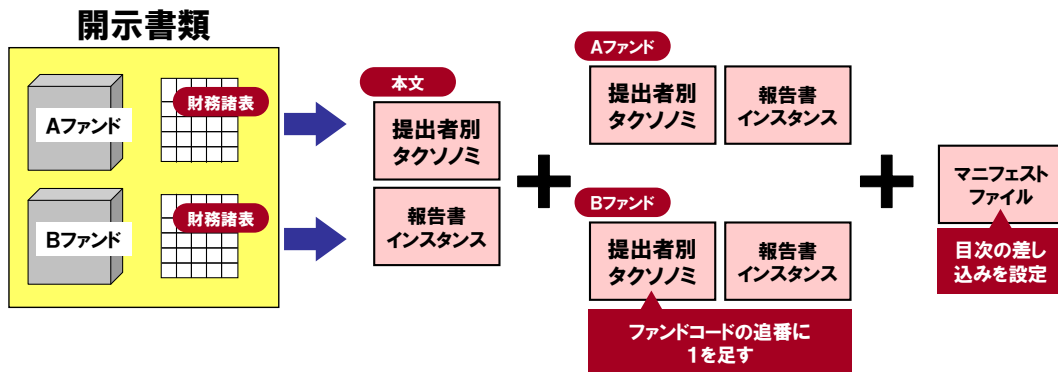 開示書類
Aファンド
財務諸表
Bファンド
財務諸表
本文
提出者別
タクソノミ
報告書
インスタンス
Aファンド
提出者別
タクソノミ
報告書
インスタンス
Bファンド
提出者別
タクソノミ
報告書
インスタンス
ファンドコードの追番に
1を足す
マニフェスト
ファイル
目次の差し
込みを設定